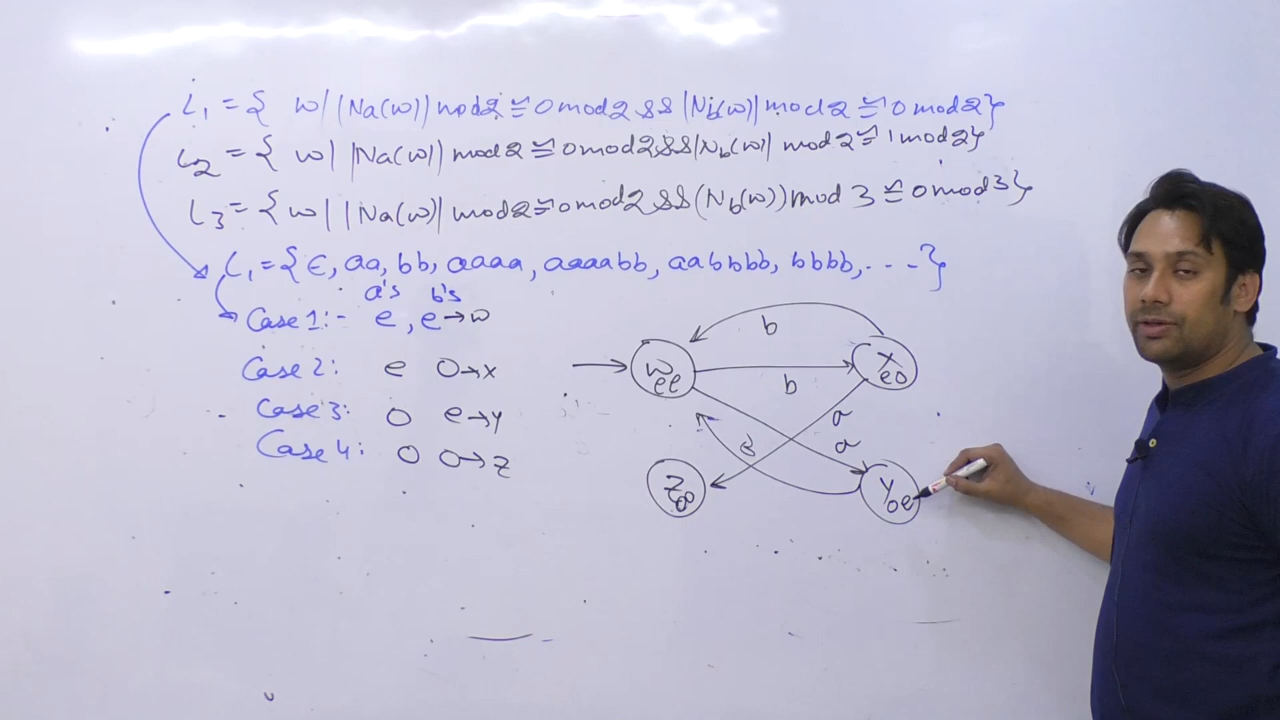 L₁ = { w | |Na(w)| mod 2 ≅ 0 mod 2 && |Nb(w)| mod 2 ≅ 0 mod 2}
L₂ = { w | |Na(w)| mod 2 ≅ 0 mod 2 && |Nb(w)| mod 2 ≅ 1 mod 2}
L₃ = { w | |Na(w)| mod 2 ≅ 0 mod 2 && (Nb(w)) mod 3 ≅ 0 mod 3}
L₁ = { ϵ, aa, bb, aaaa, aaaabb, aabbbb, bbbb, . . . - }
a's b's
Case 1:- e, e → w
Case 2: e o → x
Case 3: o e → y
Case 4: o o → z
b
w ee
x eo
b
a
a
a
z oo
y oe